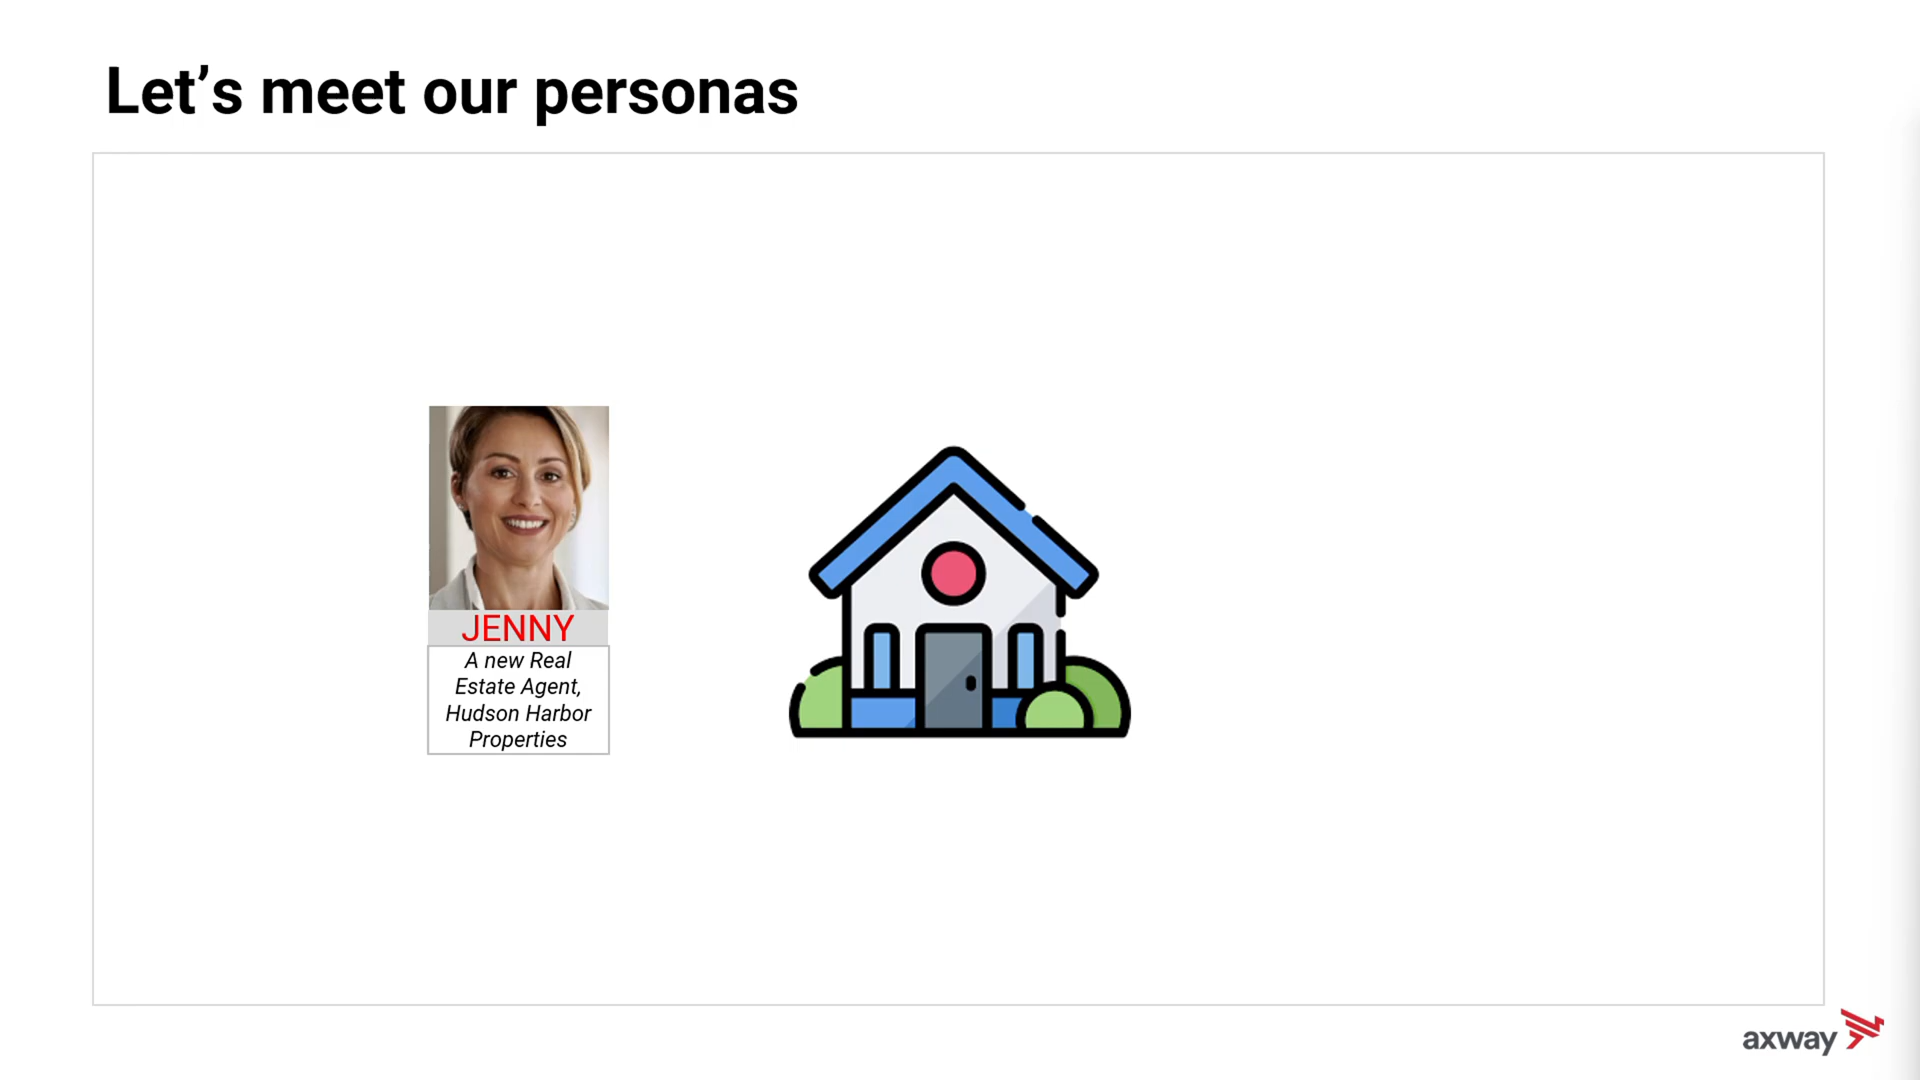 Let’s meet our personas
JENNY
A new Real
Estate Agent,
Hudson Harbor
Properties
axway